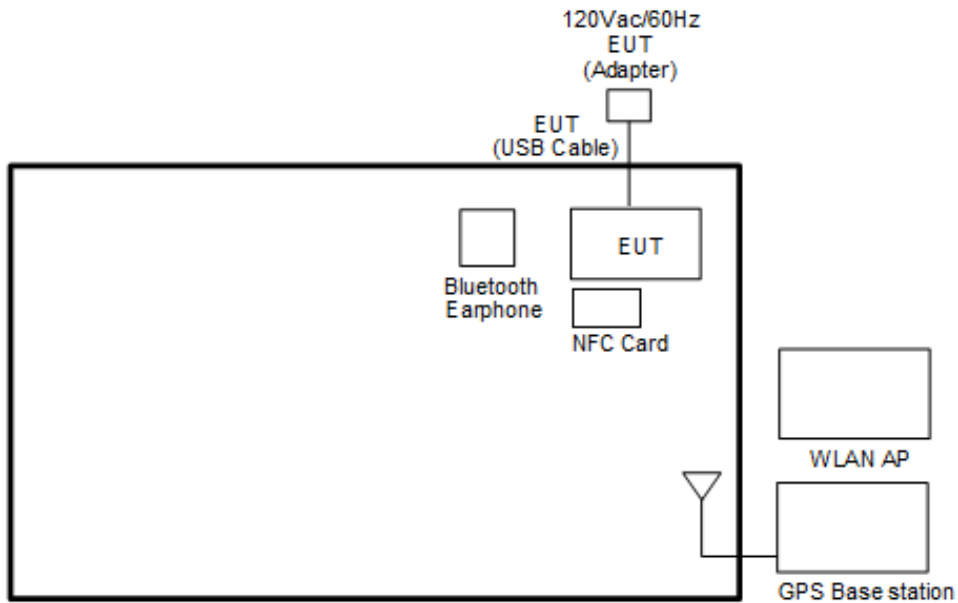 120Vac/60Hz
EUT
(Adapter)
EUT
(USB Cable)
EUT
Bluetooth
Earphone
NFC Card
WLAN AP
GPS Base station